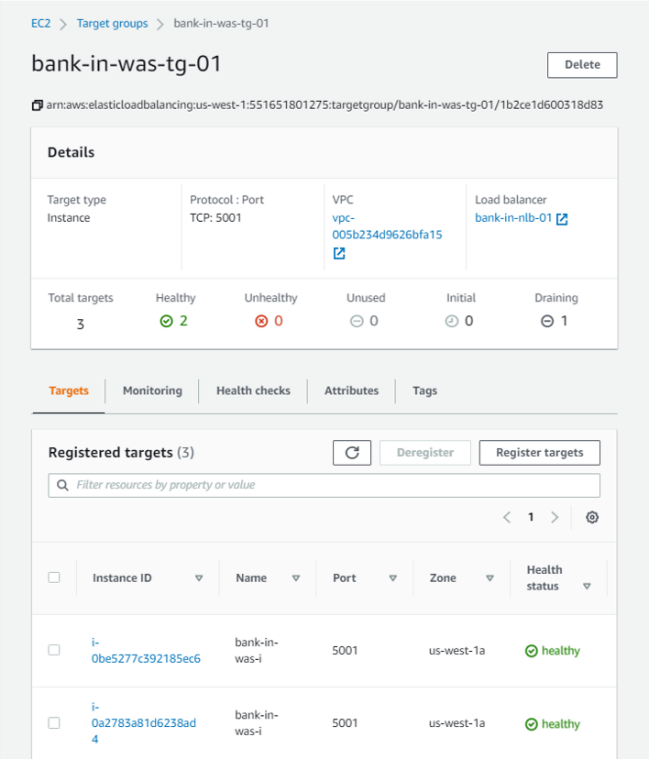 EC2 > Target groups > bank-in-was-tg-01
bank-in-was-tg-01
Delete
arn:aws:elasticloadbalancing:us-west-1:551651801275:targetgroup/bank-in-was-tg-01/1b2ce1d600318d83
Details
Target type
Instance
Protocol : Port
TCP: 5001
VPC
vpc-
005b234d9626bfa15
Load balancer
bank-in-nlb-01
Total targets
3
Healthy
2
Unhealthy
0
Unused
0
Initial
0
Draining
1
Targets
Monitoring
Health checks
Attributes
Tags
Registered targets (3)
Deregister
Register targets
Filter resources by property or value
< 1 >
Instance ID
Name
Port
Zone
Health
status
i-
0be5277c392185ec6
bank-in-
was-i
5001
us-west-1a
healthy
i-
0a2783a81d6238ad
4
bank-in-
was-i
5001
us-west-1a
healthy